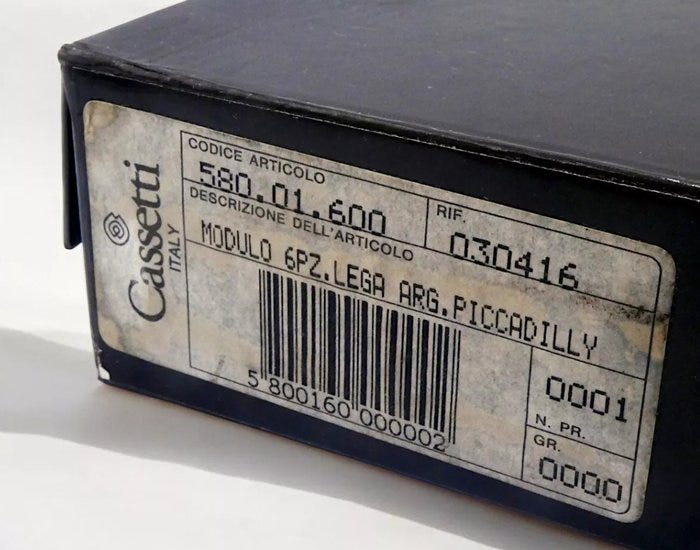 Cassetti
ITALY
CODICE ARTICOLO
580.01.600
RIF.
030416
DESCRIZIONE DELL'ARTICOLO
MODULO 6PZ.LEGA ARG.PICCADILLY
5 800160 000002
0001
N. PR.
GR.
0000